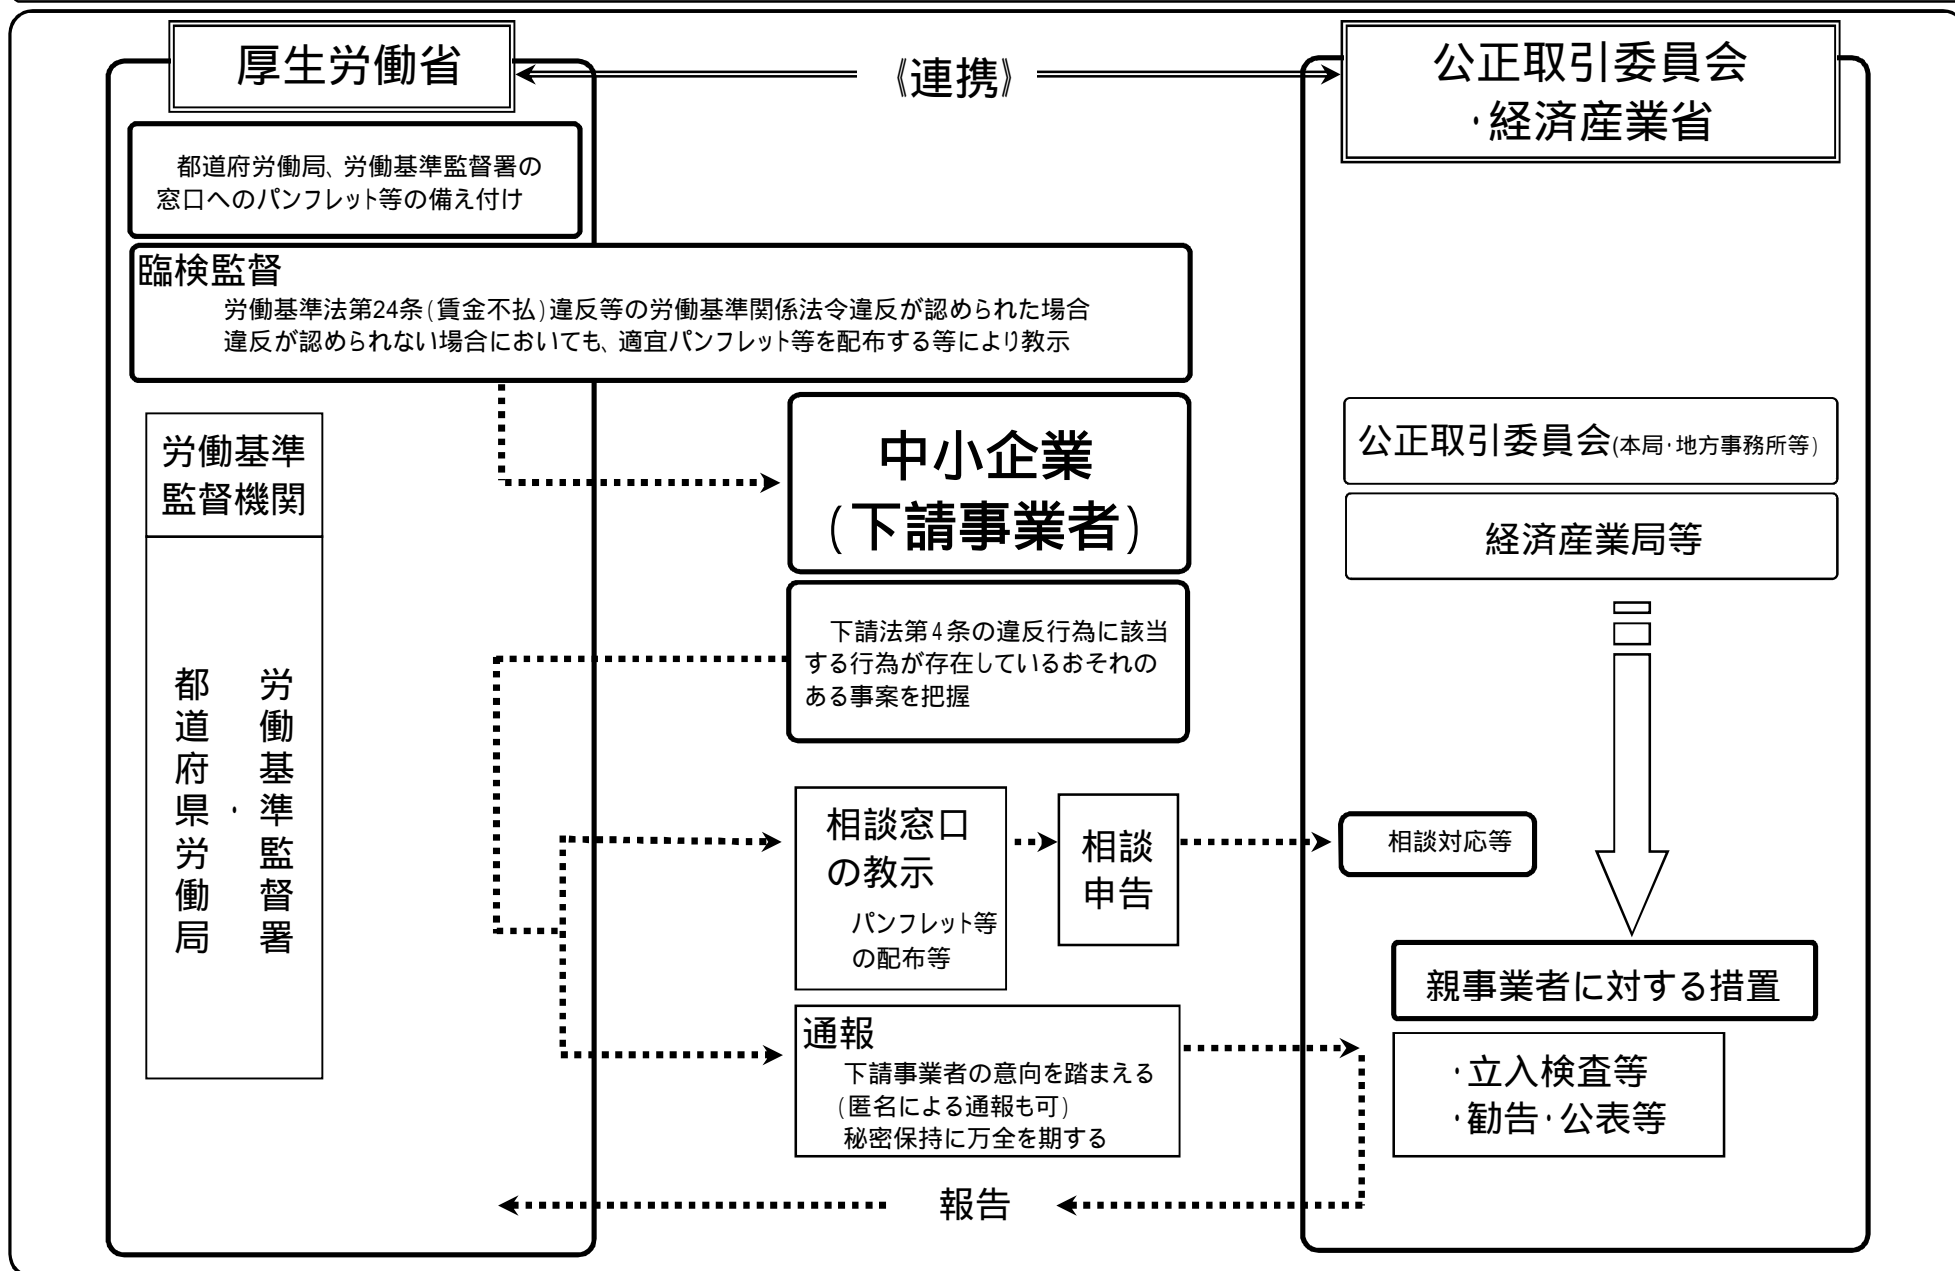 厚生労働省
《連携》
公正取引委員会
・経済産業省
都道府労働局、労働基準監督署の
窓口へのパンフレット等の備え付け
臨検監督
労働基準法第24条(賃金不払)違反等の労働基準関係法令違反が認められた場合
違反が認められない場合においても、適宜パンフレット等を配布する等により教示
労働基準
監督機関
都道府県労働局
・
労働基準監督署
中小企業
(下請事業者)
下請法第4条の違反行為に該当
する行為が存在しているおそれの
ある事案を把握
公正取引委員会(本局・地方事務所等)
経済産業局等
相談窓口
の教示
パンフレット等
の配布等
相談
申告
相談対応等
通報
下請事業者の意向を踏まえる
(匿名による通報も可)
秘密保持に万全を期する
親事業者に対する措置
・立入検査等
・勧告・公表等
報告